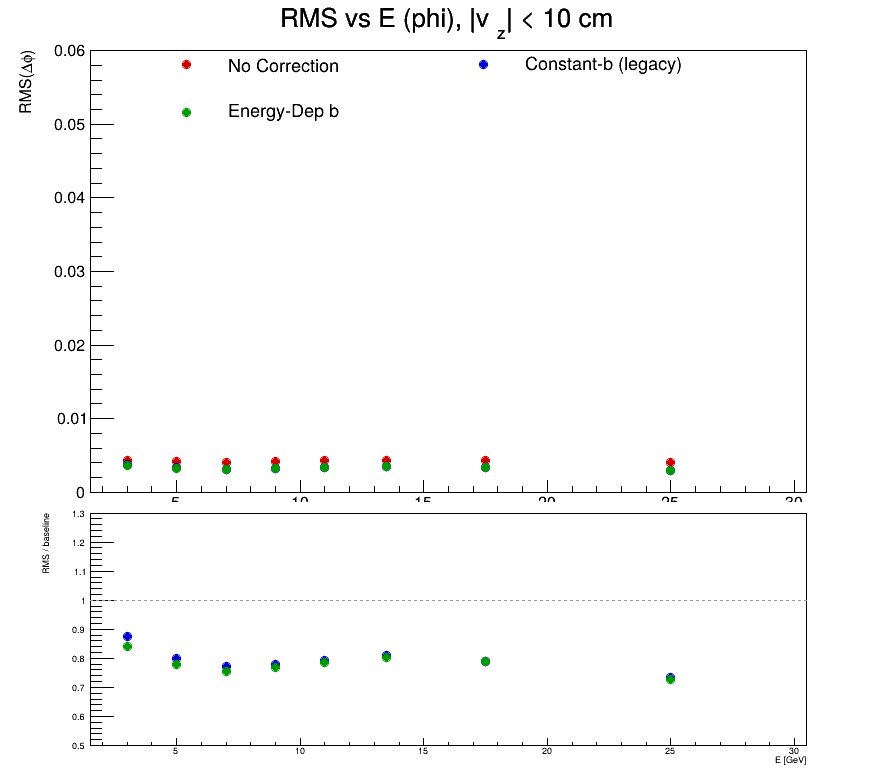 RMS vs E (phi), |v z| < 10 cm
RMS(Δϕ)
No Correction
Constant-b (legacy)
Energy-Dep b
0.06
0.05
0.04
0.03
0.02
0.01
0
5 10 15 20 25 30
RMS / baseline
1.3
1.2
1.1
1
0.9
0.8
0.7
0.6
0.5
5 10 15 20 25 30
E [GeV]